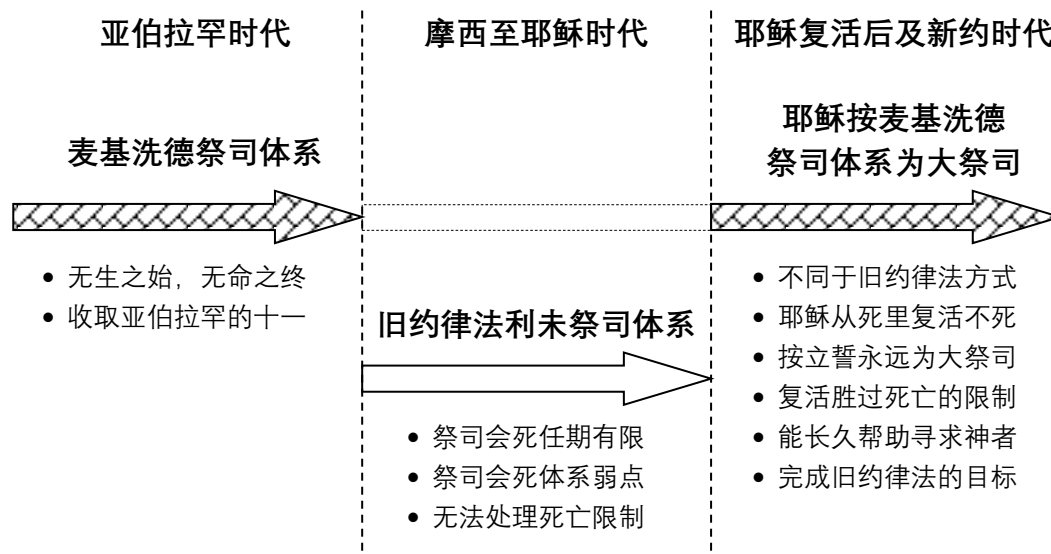 亚伯拉罕时代
摩西至耶稣时代
耶稣复活后及新约时代
麦基洗德祭司体系
• 无生之始，无命之终
• 收取亚伯拉罕的十一
旧约律法利未祭司体系
• 祭司会死任期有限
• 祭司会死体系弱点
• 无法处理死亡限制
耶稣按麦基洗德
祭司体系为大祭司
• 不同于旧约律法方式
• 耶稣从死里复活不死
• 按立誓永远为大祭司
• 复活胜过死亡的限制
• 能长久帮助寻求神者
• 完成旧约律法的目标